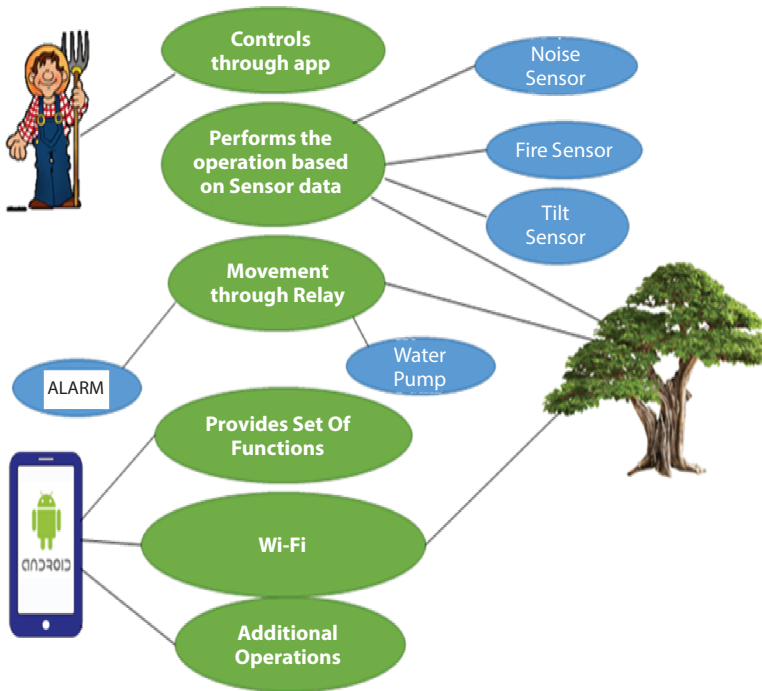 Controls
through app
Noise
Sensor
Performs the
operation based
on Sensor data
Fire Sensor
Tilt
Sensor
Movement
through Relay
Water
Pump
ALARM
Provides Set Of
Functions
Wi-Fi
ANDROID
Additional
Operations